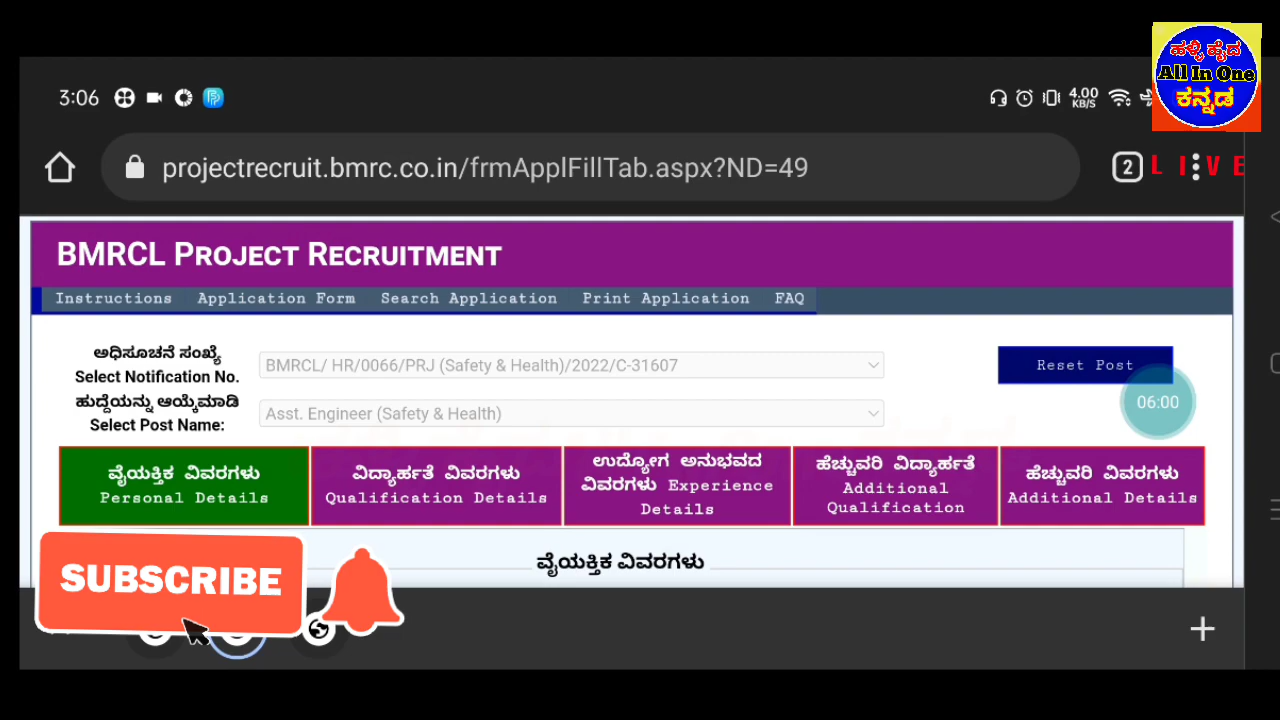 ಹಳ್ಳಿ ಹೈದ
All In One
ಕನ್ನಡ
3:06
4.00
KB/S
projectrecruit.bmrc.co.in/frmApplFillTab.aspx?ND=49
2
LIVE
BMRCL PROJECT RECRUITMENT
Instructions Application Form Search Application Print Application FAQ
ಅಧಿಸೂಚನೆ ಸಂಖ್ಯೆ
Select Notification No.
BMRCL/ HR/0066/PRJ (Safety & Health)/2022/C-31607
Reset Post
ಹುದ್ದೆಯನ್ನು ಆಯ್ಕೆಮಾಡಿ
Select Post Name:
Asst. Engineer (Safety & Health)
06:00
ವೈಯಕ್ತಿಕ ವಿವರಗಳು
Personal Details
ವಿದ್ಯಾರ್ಹತೆ ವಿವರಗಳು
Qualification Details
ಉದ್ಯೋಗ ಅನುಭವದ
ವಿವರಗಳು Experience
Details
ಹೆಚ್ಚುವರಿ ವಿದ್ಯಾರ್ಹತೆ
Additional
Qualification
ಹೆಚ್ಚುವರಿ ವಿವರಗಳು
Additional Details
ವೈಯಕ್ತಿಕ ವಿವರಗಳು
SUBSCRIBE